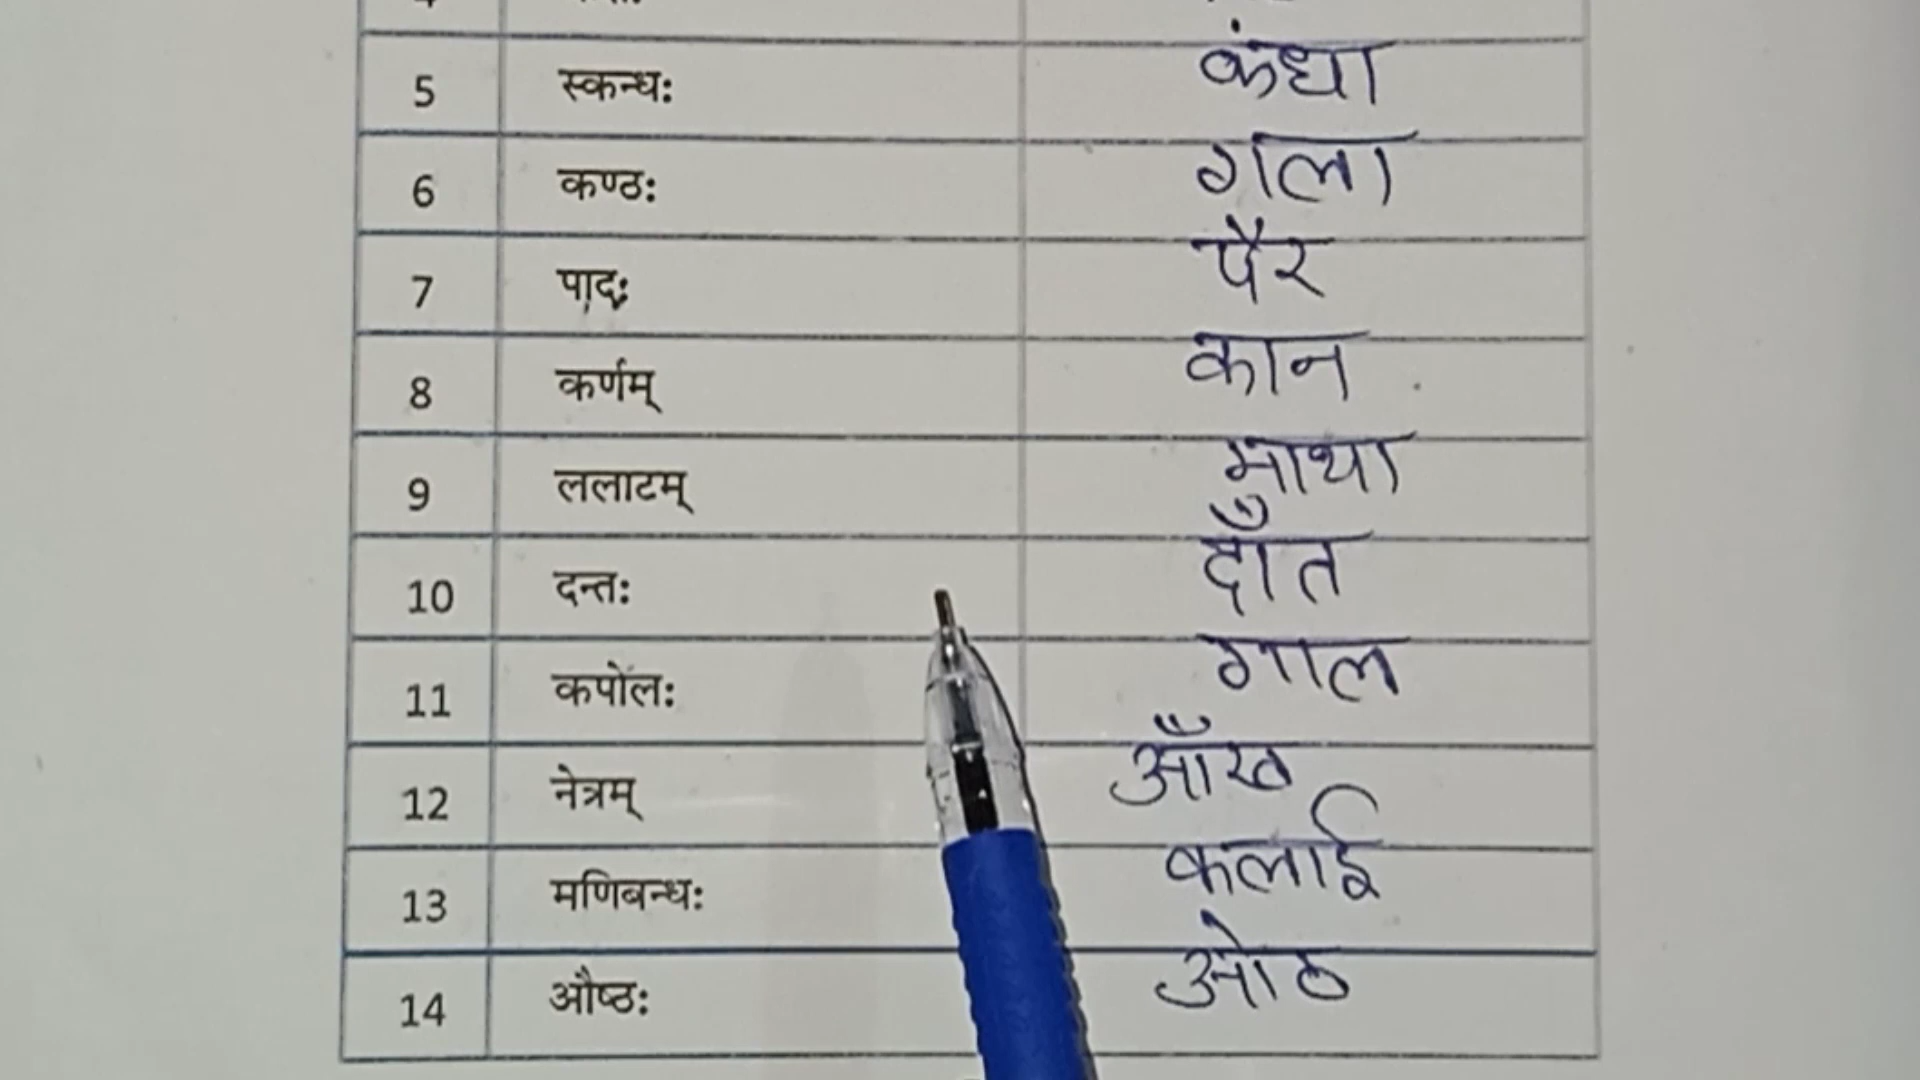 5 स्कन्धः कंधा
6 कण्ठः गला
7 पादः पैर
8 कर्णम् कान
9 ललाटम् माथा
10 दन्तः दाँत
11 कपोलः गाल
12 नेत्रम् आँख
13 मणिबन्धः कलाई
14 औष्ठः ओठ